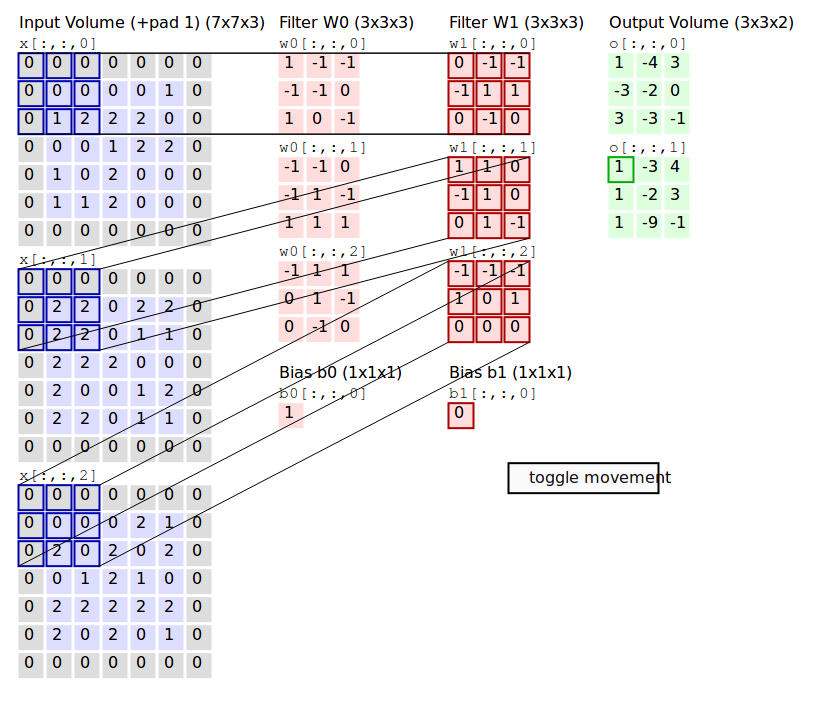 Input Volume (+pad 1) (7x7x3)
x[:,:,0]
0 0 0 0 0 0 0
0 0 0 0 0 1 0
0 1 2 2 2 0 0
0 0 0 1 2 2 0
0 1 0 2 0 0 0
0 1 1 2 0 0 0
0 0 0 0 0 0 0
x[:,:,1]
0 0 0 0 0 0 0
0 2 2 0 2 2 0
0 2 2 0 1 1 0
0 2 2 2 0 0 0
0 2 0 0 1 2 0
0 2 2 0 1 1 0
0 0 0 0 0 0 0
x[:,:,2]
0 0 0 0 0 0 0
0 0 0 0 2 1 0
0 2 0 2 0 2 0
0 0 1 2 1 0 0
0 2 2 2 2 2 0
0 2 0 2 0 1 0
0 0 0 0 0 0 0
Filter W0 (3x3x3)
w0[:,:,0]
1 -1 -1
-1 -1 0
1 0 -1
w0[:,:,1]
-1 -1 0
-1 1 -1
1 1 1
w0[:,:,2]
-1 1 1
0 1 -1
0 -1 0
Bias b0 (1x1x1)
b0[:,:,0]
1
Filter W1 (3x3x3)
w1[:,:,0]
0 -1 -1
-1 1 1
0 -1 0
w1[:,:,1]
1 1 0
-1 1 0
0 1 -1
w1[:,:,2]
-1 -1 -1
1 0 1
0 0 0
Bias b1 (1x1x1)
b1[:,:,0]
0
Output Volume (3x3x2)
o[:,:,0]
1 -4 3
-3 -2 0
3 -3 -1
o[:,:,1]
1 -3 4
1 -2 3
1 -9 -1
toggle movement